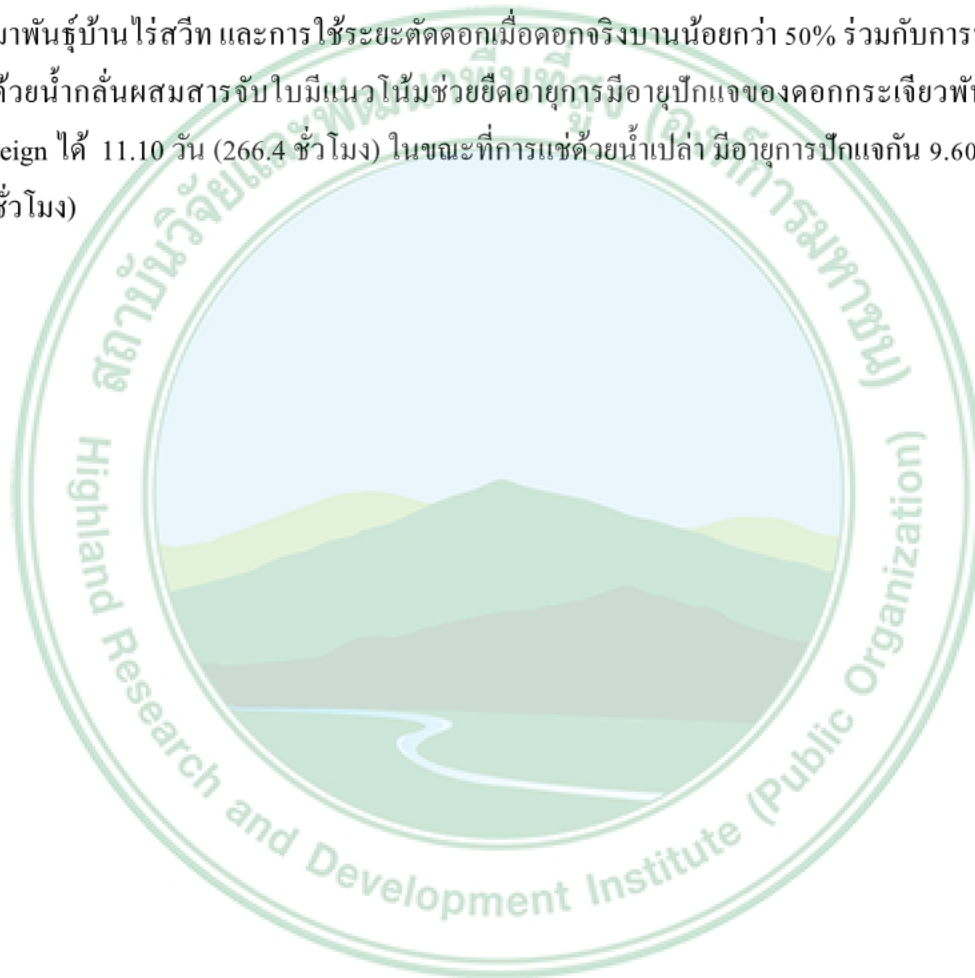 มาพันธุ์บ้านไร่สวีท และการใช้ระยะตัดดอกเมื่อดอกจริงบานน้อยกว่า 50% ร่วมกับการ
ด้วยน้ำกลั่นผสมสารจับใบมีแนวโน้มช่วยยืดอายุการมีอายุปักแจของดอกกระเจียวพัน
eign ได้ 11.10 วัน (266.4 ชั่วโมง) ในขณะที่การแช่ด้วยน้ำเปล่า มีอายุการปักแจกัน 9.60
ชั่วโมง)
สถาบันวิจัยและพัฒนาพื้นที่สูง (องค์การมหาชน)
Highland Research and Development Institute (Public Organization)